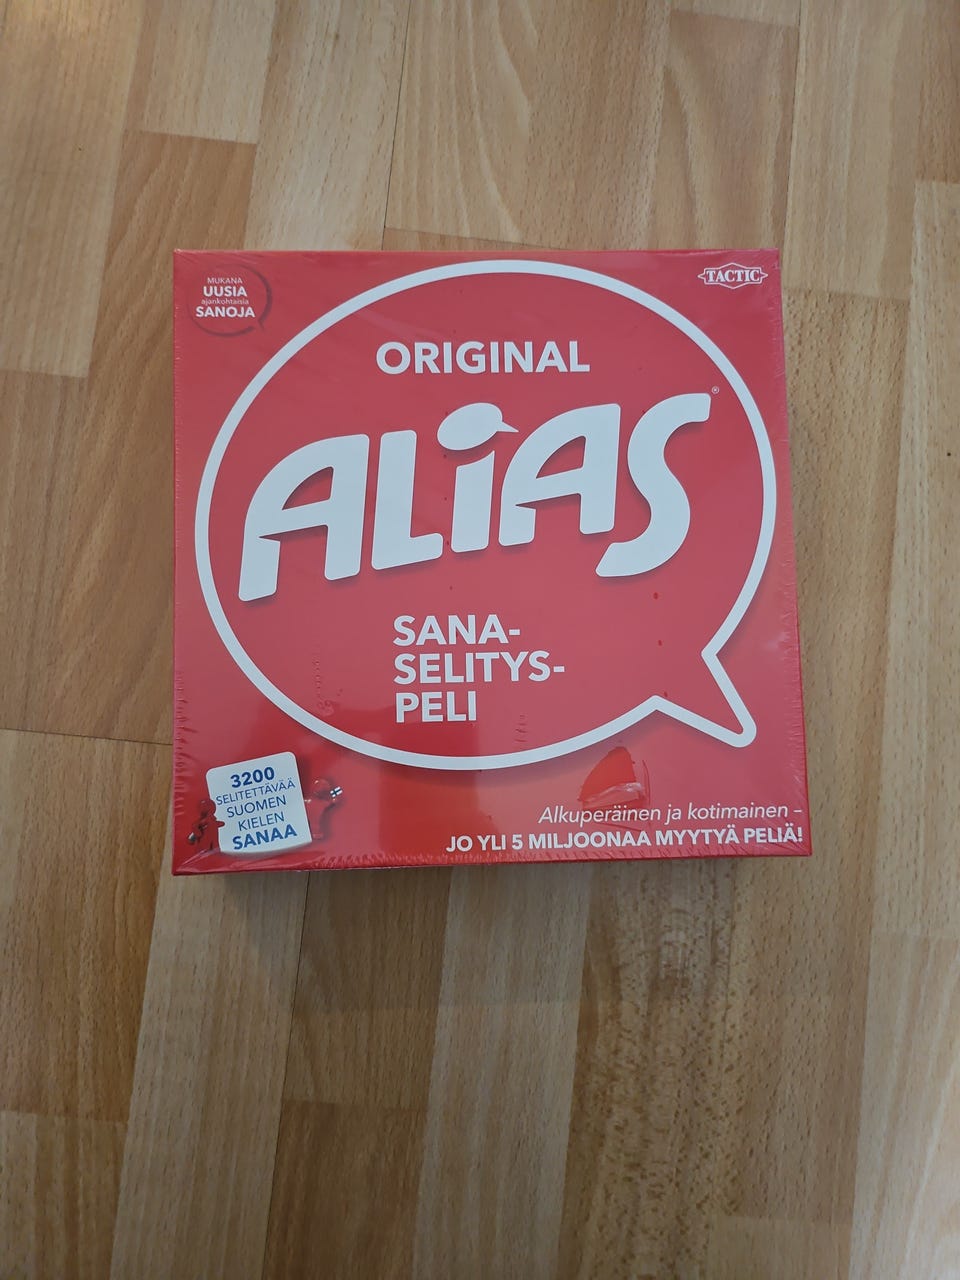 MUKANA
UUSIA
ajankohtaisia
SANOJA
TACTIC
ORIGINAL
ALiAS®
SANA-
SELITYS-
PELI
3200
SELITETTÄVÄÄ
SUOMEN
KIELEN
SANAA
Alkuperäinen ja kotimainen –
JO YLI 5 MILJOONAA MYYTYÄ PELIÄ!